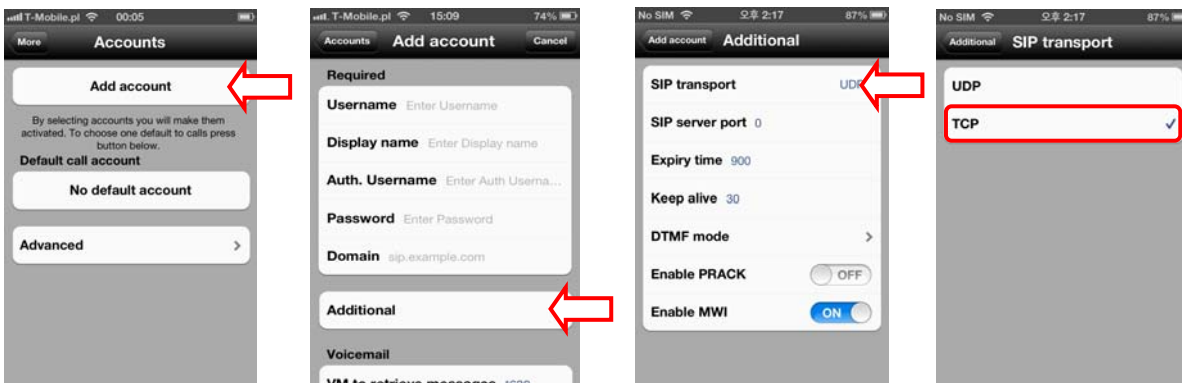 T-Mobile.pl 00:05
More Accounts
Add account
By selecting accounts you will make them
activated. To choose one default to calls press
button below.
Default call account
No default account
Advanced
T-Mobile.pl 15:09 74%
Accounts Add account Cancel
Required
Username Enter Username
Display name Enter Display name
Auth. Username Enter Auth Userna...
Password Enter Password
Domain sip.example.com
Additional
Voicemail
VM to retrieve messages
No SIM 오후 2:17 87%
Add account Additional
SIP transport UDP
SIP server port 0
Expiry time 900
Keep alive 30
DTMF mode
Enable PRACK OFF
Enable MWI ON
No SIM 오후 2:17 87%
Additional SIP transport
UDP
TCP